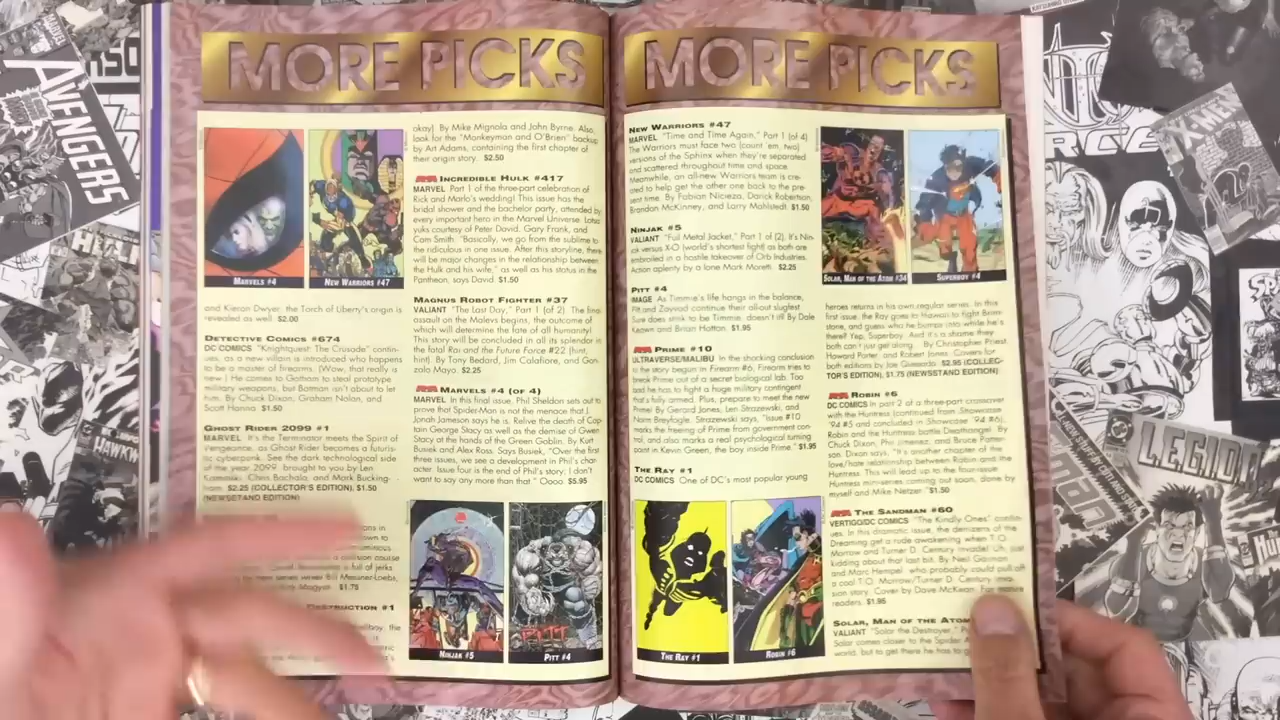 MORE PICKS
MARVELS #4
NEW WARRIORS #47
and Kieron Dwyer, the Torch of Liberty's origin is
revealed as well. $2.00
DETECTIVE COMICS #674
DC COMICS "Knightquest: The Crusade" contin-
ues, as a new villain is introduced who happens
to be a master of firearms. (Wow, that really is
new.) He comes to Gotham to steal prototype
military weapons, but Batman isn't about to let
him. By Chuck Dixon, Graham Nolan, and
Scott Hanna. $1.50
GHOST RIDER 2099 #1
MARVEL It's the Terminator meets the Spirit of
Vengeance, as Ghost Rider becomes a futuris-
tic cyberpunk. See the dark technological side
of the year 2099, brought to you by Len
Kaminski, Chris Bachalo, and Mark Bucking-
ham. $2.25 (COLLECTOR'S EDITION), $1.50
(NEWSSTAND EDITION)
collision course
full of jerks
Bill Messner-Loebs,
Magyar. $1.75
DESTRUCTION #1
okay) By Mike Mignola and John Byrne. Also,
look for the "Monkeyman and O'Brien" backup
by Art Adams, containing the first chapter of
their origin story. $2.50
INCREDIBLE HULK #417
MARVEL Part 1 of the three-part celebration of
Rick and Marlo's wedding! This issue has the
bridal shower and the bachelor party, attended by
every important hero in the Marvel Universe. Lotsa
yuks courtesy of Peter David, Gary Frank, and
Cam Smith. "Basically, we go from the sublime to
the ridiculous in one issue. After this storyline, there
will be major changes in the relationship between
the Hulk and his wife," as well as his status in the
Pantheon, says David. $1.50
MAGNUS ROBOT FIGHTER #37
VALIANT "The Last Day," Part 1 (of 2). The final
assault on the Malevs begins, the outcome of
which will determine the fate of all humanity!
This story will be concluded in all its splendor in
the fatal Rai and the Future Force #22 (hint,
hint). By Tony Bedard, Jim Calafiore, and Gon-
zalo Mayo. $2.25
MARVELS #4 (OF 4)
MARVEL In this final issue, Phil Sheldon sets out to
prove that Spider-Man is not the menace that J.
Jonah Jameson says he is. Relive the death of Cap-
tain George Stacy as well as the demise of Gwen
Stacy at the hands of the Green Goblin. By Kurt
Busiek and Alex Ross. Says Busiek, "Over the first
three issues, we see a development in Phil's char-
acter. Issue four is the end of Phil's story. I don't
want to say any more than that." Oooo. $5.95
NINJAK #5
PITT #4
MORE PICKS
NEW WARRIORS #47
MARVEL "Time and Time Again," Part 1 (of 4)
The Warriors must face two (count 'em, two)
versions of the Sphinx when they're separated
and scattered throughout time and space.
Meanwhile, an all-new Warriors team is cre-
ated to help get the other one back to the pre-
sent time. By Fabian Nicieza, Darick Robertson,
Brandon McKinney, and Larry Mahlstedt. $1.50
NINJAK #5
VALIANT "Full Metal Jacket," Part 1 (of 2). It's Nin-
jak versus X-O (world's shortest fight) as both are
embroiled in a hostile takeover of Orb Industries.
Action aplenty by a lone Mark Moretti. $2.25
PITT #4
IMAGE As Timmie's life hangs in the balance,
Pitt and Zoyvod continue their all-out slugfest.
Sure does stink to be Timmie, doesn't it? By Dale
Keown and Brian Hotton. $1.95
PRIME #10
ULTRAVERSE/MALIBU In the shocking conclusion
to the story begun in Firearm #6, Firearm tries to
break Prime out of a secret biological lab. Too
bad he has to fight a huge military contingent
that's fully armed. Plus, prepare to meet the new
Prime! By Gerard Jones, Len Strazewski, and
Norm Breyfogle. Strazewski says, "Issue #10
marks the freeing of Prime from government con-
trol, and also marks a real psychological turning
point in Kevin Green, the boy inside Prime." $1.95
THE RAY #1
DC COMICS One of DC's most popular young
THE RAY #1
ROBIN #6
SOLAR, MAN OF THE ATOM #34
SUPERBOY #4
heroes returns in his own regular series. In this
first issue, the Ray goes to Hawaii to fight Brim-
stone, and guess who he bumps into while he's
there? Yep, Superboy. And it's a shame they
both can't just get along. By Christopher Priest,
Howard Porter, and Robert Jones. Covers for
both editions by Joe Quesada. $2.95 (COLLEC-
TOR'S EDITION), $1.75 (NEWSSTAND EDITION)
ROBIN #6
DC COMICS In part 2 of a three-part crossover
with the Huntress (continued from Showcase
'94 #5 and concluded in Showcase '94 #6),
Robin and the Huntress battle Deathangel. By
Chuck Dixon, Phil Jimenez, and Bruce Patter-
son. Dixon says, "It's another chapter of the
love/hate relationship between Robin and the
Huntress. This will lead up to the four-issue
Huntress mini-series coming out soon, done by
myself and Mike Netzer." $1.50
THE SANDMAN #60
VERTIGO/DC COMICS "The Kindly Ones" contin-
ues. In this dramatic issue, the denizens of the
Dreaming get a rude awakening when T.O.
Morrow and Turner D. Century invade! Uh, just
kidding about that last bit. By Neil Gaiman
and Marc Hempel, who probably could pull off
a cool T.O. Morrow/Turner D. Century inva-
sion story. Cover by Dave McKean. For mature
readers. $1.95
SOLAR, MAN OF THE ATOM
VALIANT "Solar the Destroyer,"
Solar comes closer to the Spider
world, but to get there he has to
AVENGERS
PITT